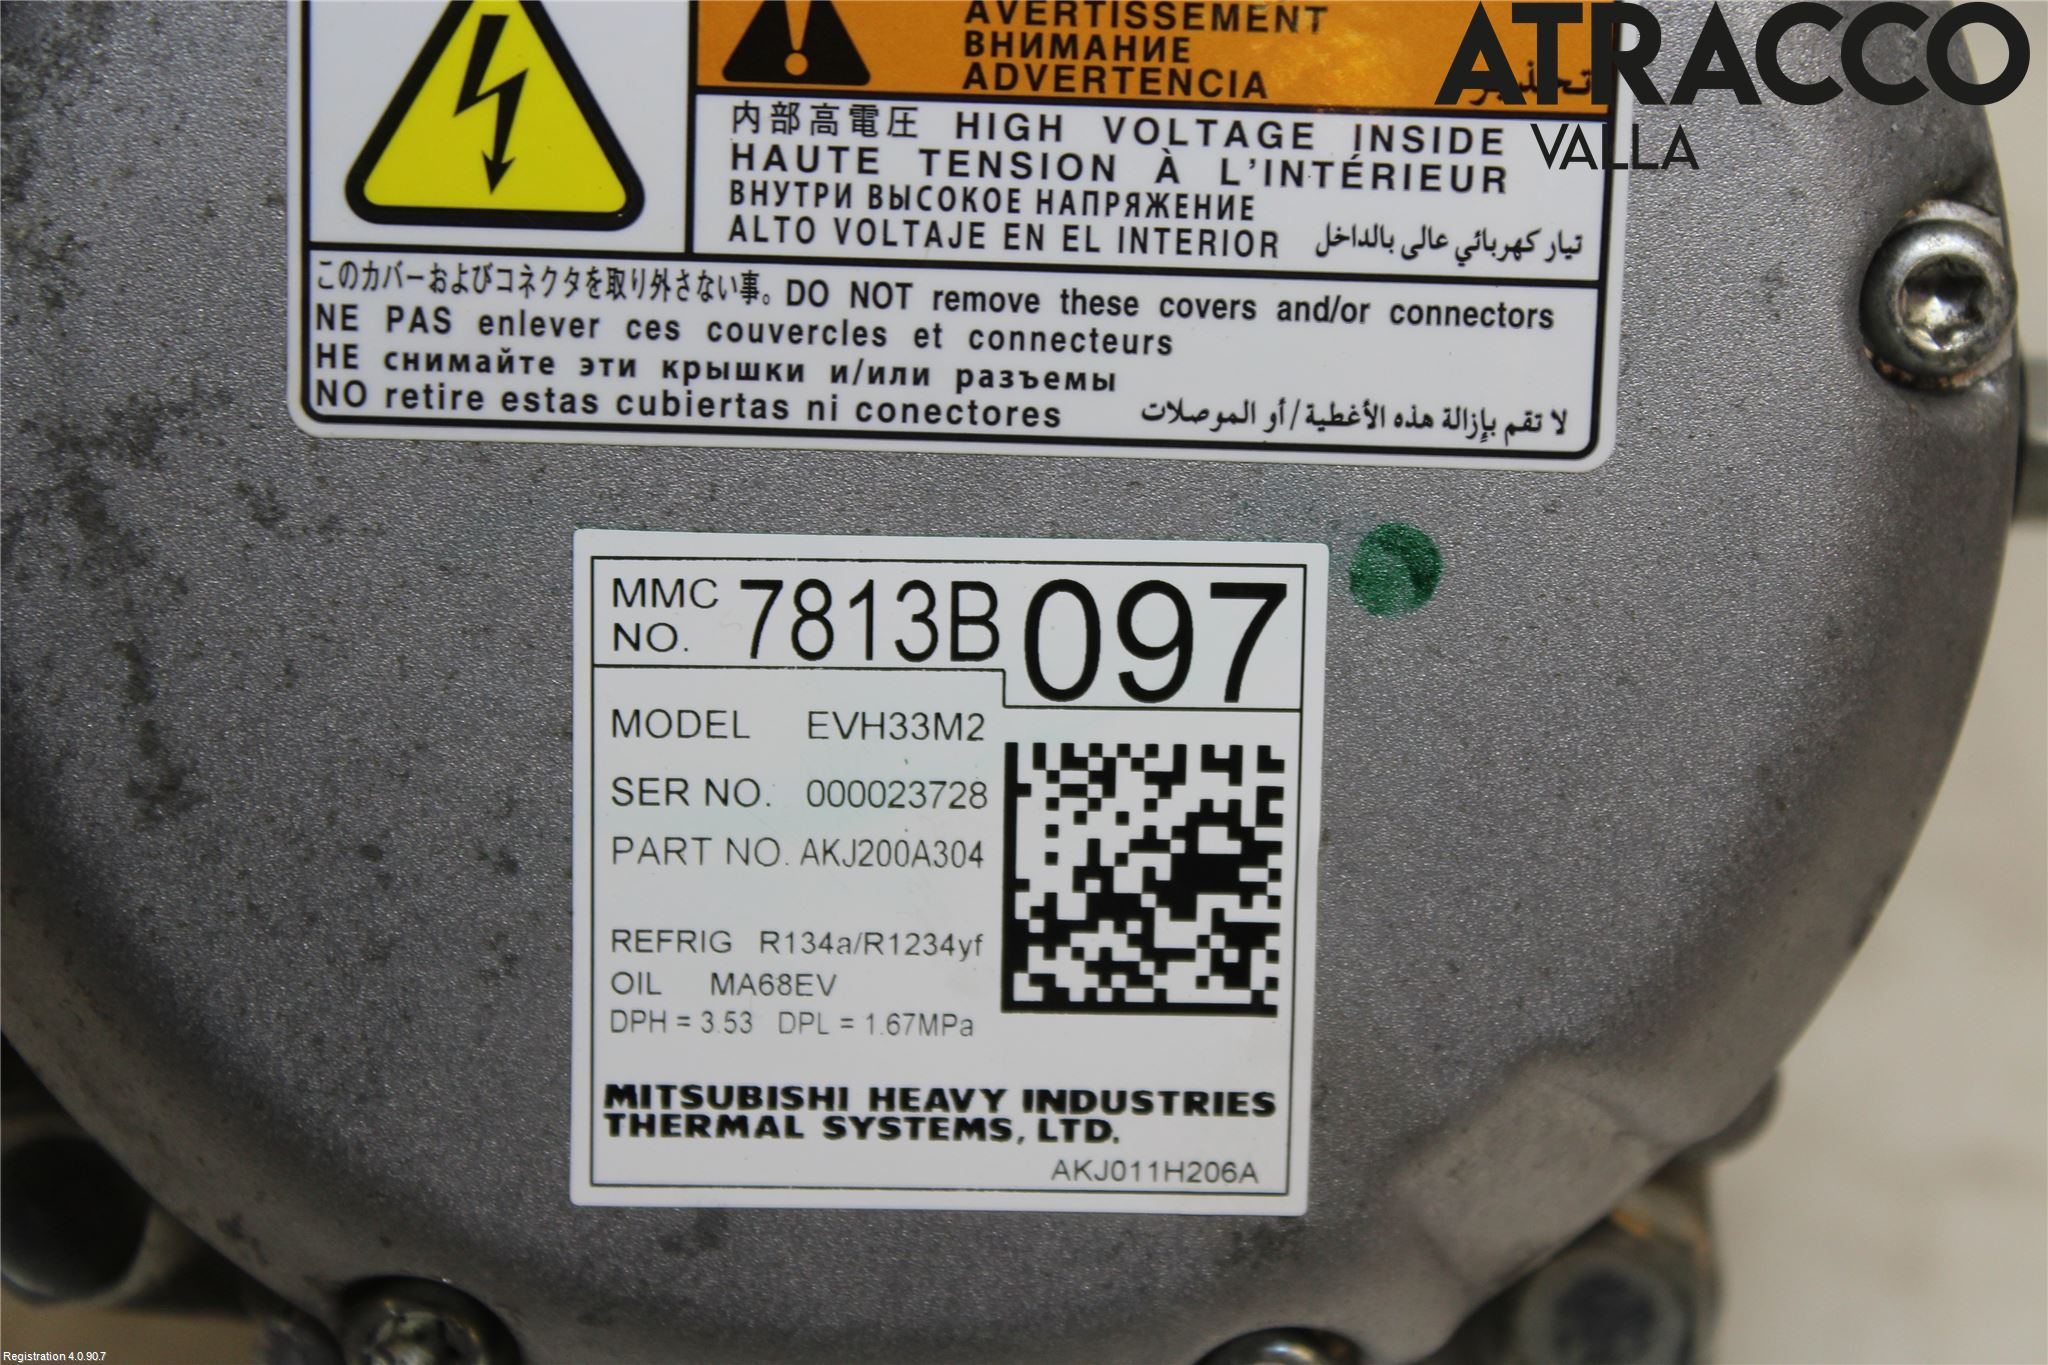 AVERTISSEMENT
ВНИМАНИЕ
ADVERTENCIA
تحذير
ATRACCO
VALLA
内部高電圧 HIGH VOLTAGE INSIDE
HAUTE TENSION À L'INTÉRIEUR
ВНУТРИ ВЫСОКОЕ НАПРЯЖЕНИЕ
ALTO VOLTAJE EN EL INTERIOR تيار كهربائي عالى بالداخل
このカバーおよびコネクタを取り外さない事。DO NOT remove these covers and/or connectors
NE PAS enlever ces couvercles et connecteurs
НЕ снимайте эти крышки и/или разъемы
NO retire estas cubiertas ni conectores لا تقم بإزالة هذه الأغطية/أو الموصلات
MMC NO. 7813B097
MODEL EVH33M2
SER NO. 000023728
PART NO. AKJ200A304
REFRIG R134a/R1234yf
OIL MA68EV
DPH = 3.53 DPL = 1.67MPa
MITSUBISHI HEAVY INDUSTRIES
THERMAL SYSTEMS, LTD.
AKJ011H206A
Registration 4.0.90.7